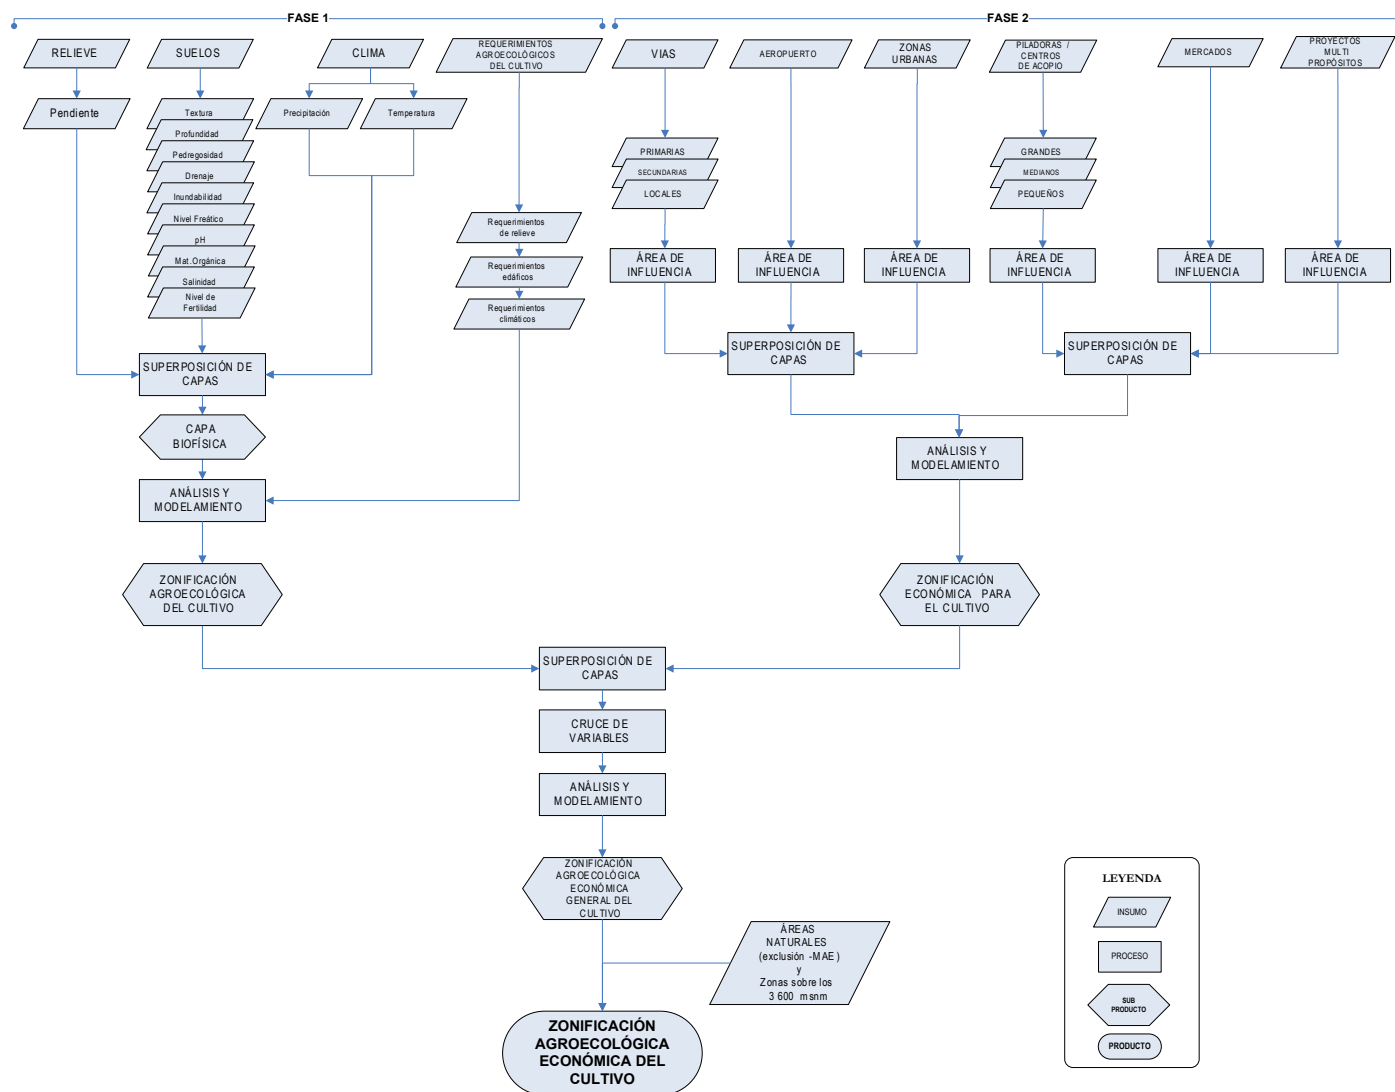 FASE 1
FASE 2
RELIEVE
SUELOS
CLIMA
REQUERIMIENTOS
AGROECOLÓGICOS
DEL CULTIVO
VIAS
AEROPUERTO
ZONAS
URBANAS
PILADORAS /
CENTROS
DE ACOPIO
MERCADOS
PROYECTOS
MULTI
PROPÓSITOS
Pendiente
Textura
Profundidad
Pedregosidad
Drenaje
Inundabilidad
Nivel Freático
pH
Mat. Orgánica
Salinidad
Nivel de
Fertilidad
Precipitación
Temperatura
Requerimientos
de relieve
Requerimientos
edáficos
Requerimientos
climáticos
PRIMARIAS
SECUNDARIAS
LOCALES
GRANDES
MEDIANOS
PEQUEÑOS
ÁREA DE
INFLUENCIA
ÁREA DE
INFLUENCIA
ÁREA DE
INFLUENCIA
ÁREA DE
INFLUENCIA
ÁREA DE
INFLUENCIA
ÁREA DE
INFLUENCIA
SUPERPOSICIÓN DE
CAPAS
SUPERPOSICIÓN DE
CAPAS
SUPERPOSICIÓN DE
CAPAS
CAPA
BIOFÍSICA
ANÁLISIS Y
MODELAMIENTO
ANÁLISIS Y
MODELAMIENTO
ZONIFICACIÓN
AGROECOLÓGICA
DEL CULTIVO
ZONIFICACIÓN
ECONÓMICA PARA
EL CULTIVO
SUPERPOSICIÓN DE
CAPAS
CRUCE DE
VARIABLES
ANÁLISIS Y
MODELAMIENTO
ZONIFICACIÓN
AGROECOLÓGICA
ECONÓMICA
GENERAL DEL
CULTIVO
ÁREAS
NATURALES
(exclusión -MAE)
y
Zonas sobre los
3 600 msnm
ZONIFICACIÓN
AGROECOLÓGICA
ECONÓMICA DEL
CULTIVO
LEYENDA
INSUMO
PROCESO
SUB
PRODUCTO
PRODUCTO